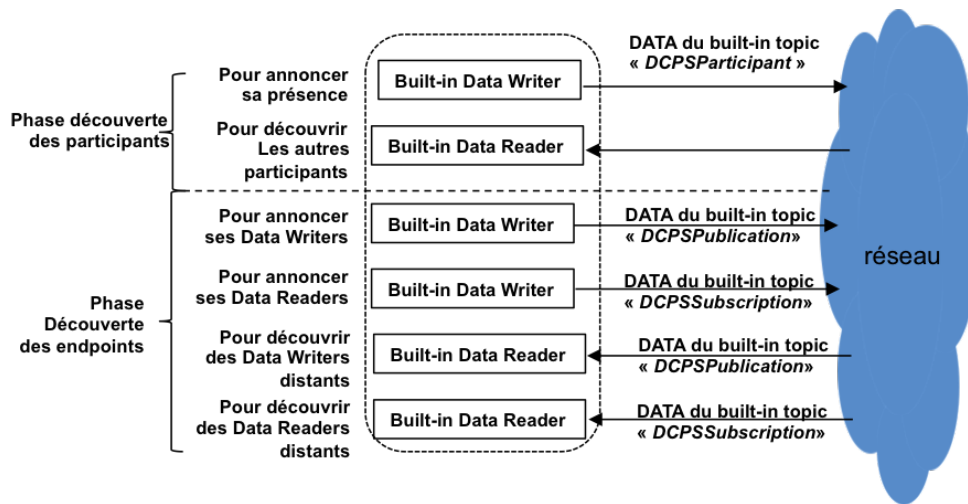 DATA du built-in topic
« DCPSParticipant »
Pour annoncer
sa présence
Built-in Data Writer
Phase découverte
des participants
Pour découvrir
Les autres
participants
Built-in Data Reader
Pour annoncer
ses Data Writers
Built-in Data Writer
DATA du built-in topic
« DCPSPublication»
réseau
Pour annoncer
ses Data Readers
Built-in Data Writer
DATA du built-in topic
« DCPSSubscription»
Phase
Découverte
des endpoints
Pour découvrir
des Data Writers
distants
Built-in Data Reader
DATA du built-in topic
« DCPSPublication»
Pour découvrir
des Data Readers
distants
Built-in Data Reader
DATA du built-in topic
« DCPSSubscription»